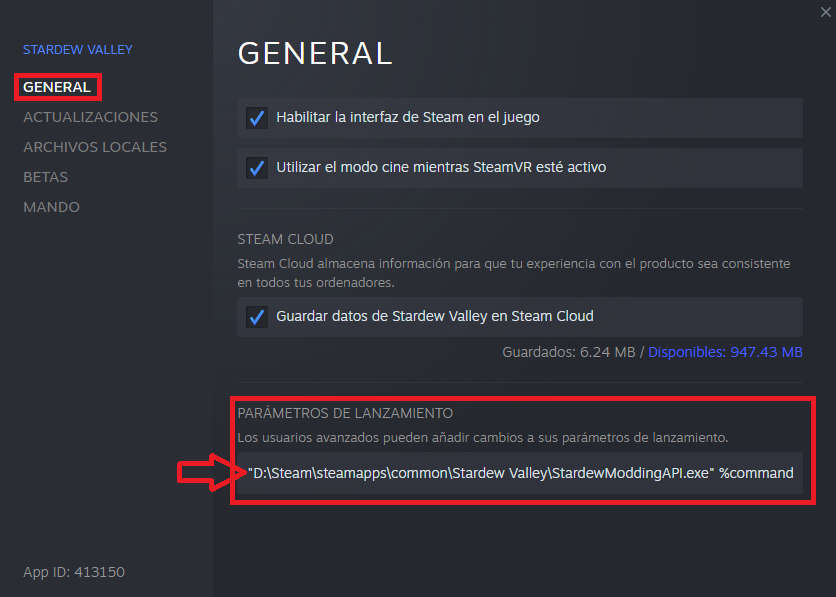 STARDEW VALLEY
GENERAL
ACTUALIZACIONES
ARCHIVOS LOCALES
BETAS
MANDO
App ID: 413150
GENERAL
Habilitar la interfaz de Steam en el juego
Utilizar el modo cine mientras SteamVR esté activo
STEAM CLOUD
Steam Cloud almacena información para que tu experiencia con el producto sea consistente
en todos tus ordenadores.
Guardar datos de Stardew Valley en Steam Cloud
Guardados: 6.24 MB / Disponibles: 947.43 MB
PARÁMETROS DE LANZAMIENTO
Los usuarios avanzados pueden añadir cambios a sus parámetros de lanzamiento.
"D:\Steam\steamapps\common\Stardew Valley\StardewModdingAPI.exe" %command